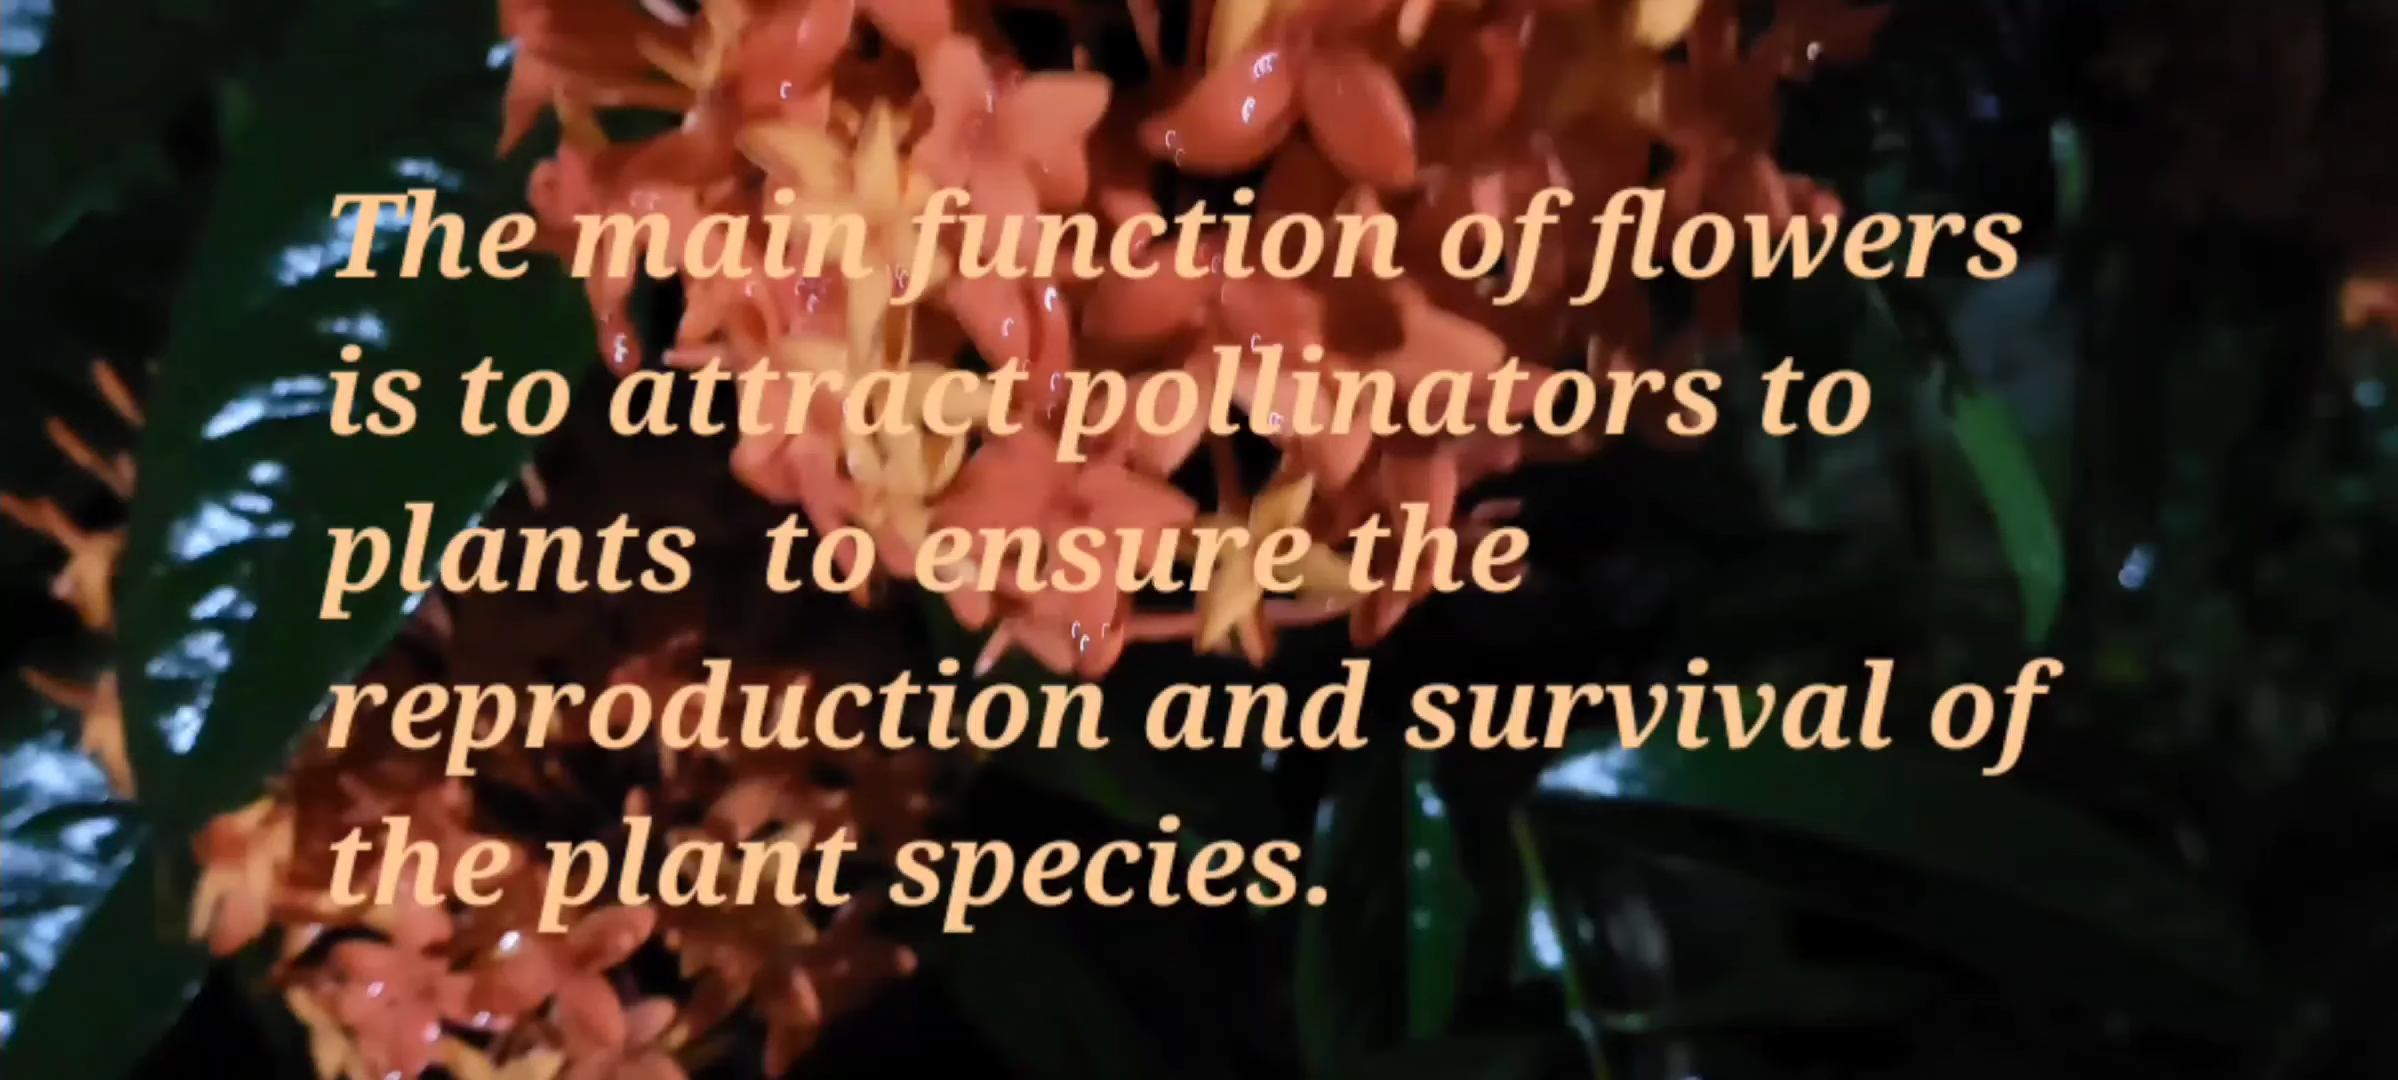 The main function of flowers
is to attract pollinators to
plants  to ensure the
reproduction and survival of
the plant species.